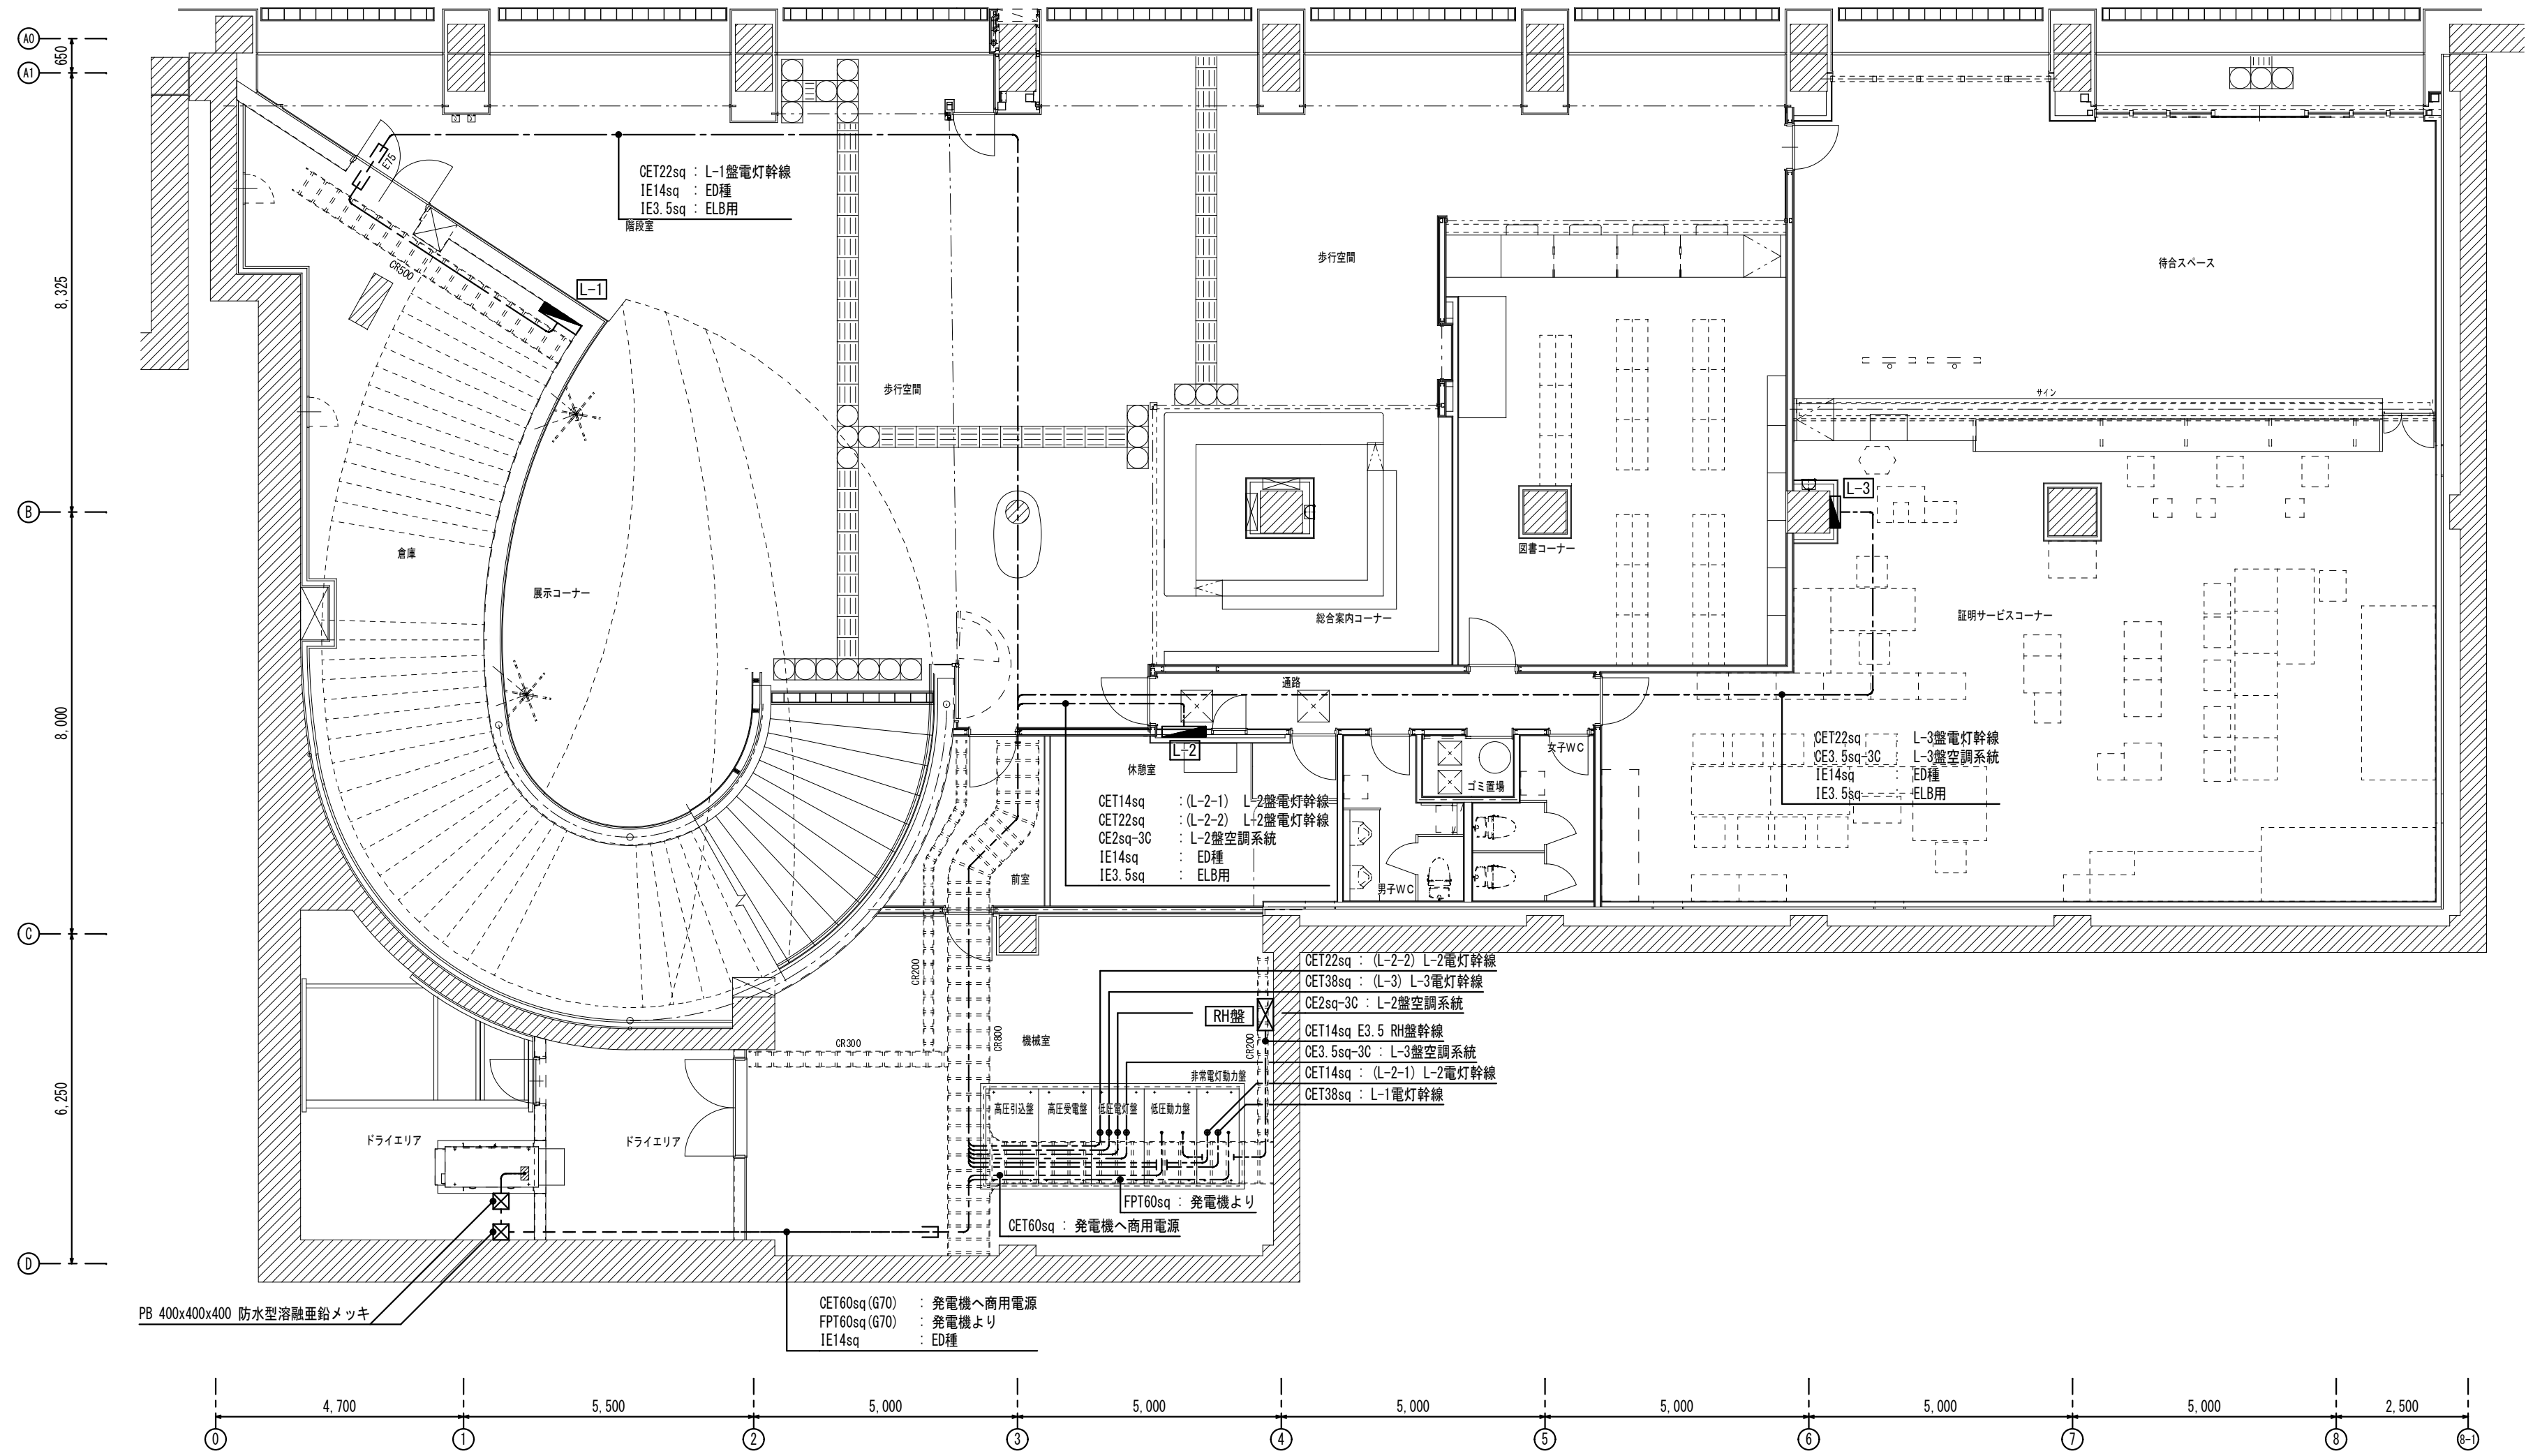 A0
650
A1
CET22sq : L-1盤電灯幹線
IE14sq : ED種
IE3.5sq : ELB用
階段室
E75
CR500
L-1
歩行空間
待合スペース
8,325
歩行空間
サイン
B
L-3
倉庫
図書コーナー
展示コーナー
総合案内コーナー
証明サービスコーナー
通路
8,000
L-2
休憩室
女子WC
ゴミ置場
CET22sq : L-3盤電灯幹線
CE3.5sq-3C : L-3盤空調系統
IE14sq : ED種
IE3.5sq : ELB用
CET14sq :(L-2-1) L-2盤電灯幹線
CET22sq :(L-2-2) L-2盤電灯幹線
CE2sq-3C : L-2盤空調系統
IE14sq : ED種
IE3.5sq : ELB用
前室
男子WC
C
CR200
CET22sq : (L-2-2) L-2電灯幹線
CET38sq : (L-3) L-3電灯幹線
CE2sq-3C : L-2盤空調系統
RH盤
CET14sq E3.5 RH盤幹線
CE3.5sq-3C : L-3盤空調系統
CET14sq : (L-2-1) L-2電灯幹線
CET38sq : L-1電灯幹線
CR300
CR800
機械室
CR200
6,250
非常電灯動力盤
高圧引込盤
高圧受電盤
低圧電灯盤
低圧動力盤
ドライエリア
ドライエリア
FPT60sq : 発電機より
CET60sq : 発電機へ商用電源
D
PB 400x400x400 防水型溶融亜鉛メッキ
CET60sq(G70) : 発電機へ商用電源
FPT60sq(G70) : 発電機より
IE14sq : ED種
4,700
5,500
5,000
5,000
5,000
5,000
5,000
5,000
2,500
0
1
2
3
4
5
6
7
8
8-1